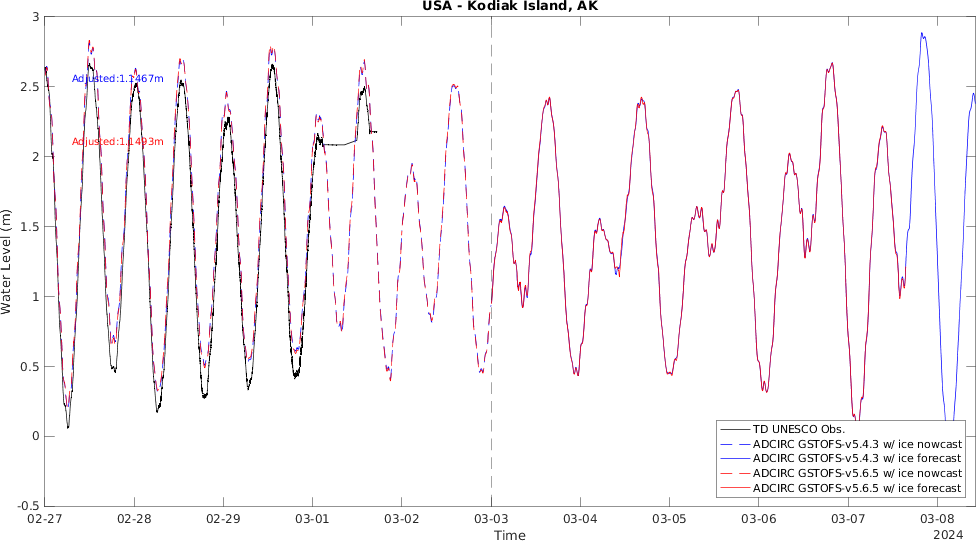 USA - Kodiak Island, AK
3
2.5
2
1.5
1
0.5
0
-0.5
Water Level (m)
Adjusted:1.1467m
Adjusted:1.1493m
TD UNESCO Obs.
ADCIRC GSTOFS-v5.4.3 w/ ice nowcast
ADCIRC GSTOFS-v5.4.3 w/ ice forecast
ADCIRC GSTOFS-v5.6.5 w/ ice nowcast
ADCIRC GSTOFS-v5.6.5 w/ ice forecast
02-27 02-28 02-29 03-01 03-02 03-03 03-04 03-05 03-06 03-07 03-08
Time
2024